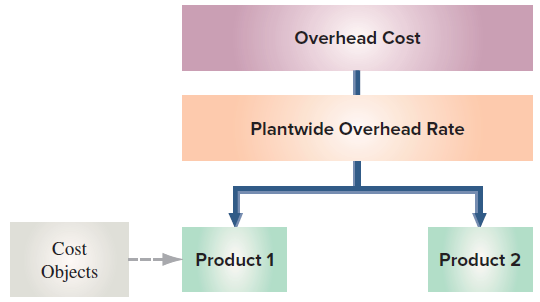 Overhead Cost
Plantwide Overhead Rate
Cost
Objects
Product 1
Product 2